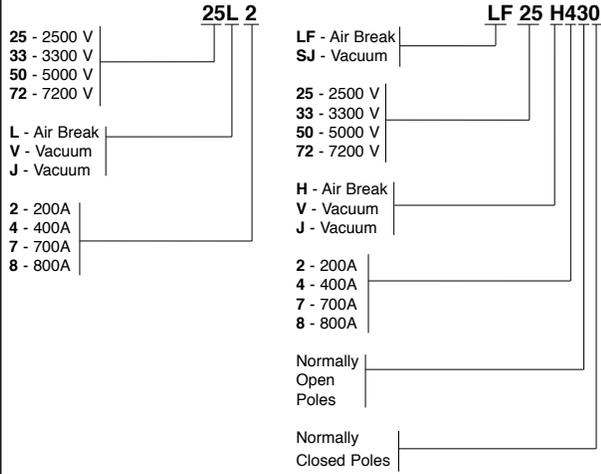 25L 2
25 - 2500 V
33 - 3300 V
50 - 5000 V
72 - 7200 V
L - Air Break
V - Vacuum
J - Vacuum
2 - 200A
4 - 400A
7 - 700A
8 - 800A
LF 25 H430
LF - Air Break
SJ - Vacuum
25 - 2500 V
33 - 3300 V
50 - 5000 V
72 - 7200 V
H - Air Break
V - Vacuum
J - Vacuum
2 - 200A
4 - 400A
7 - 700A
8 - 800A
Normally
Open
Poles
Normally
Closed Poles